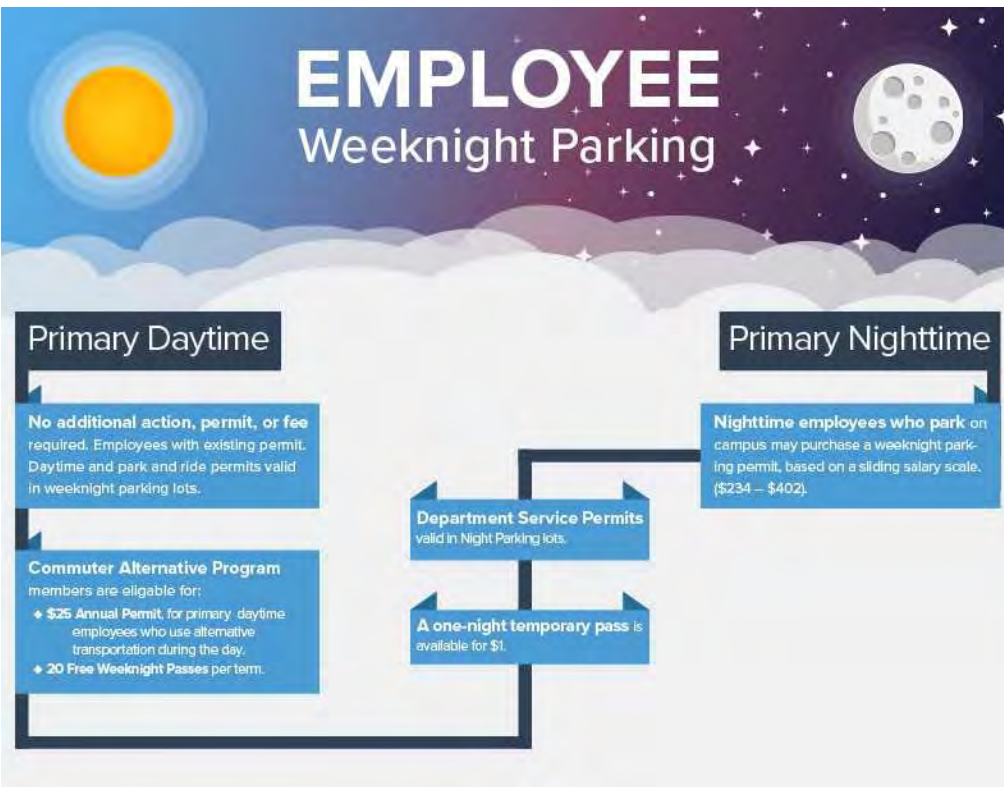 EMPLOYEE
Weeknight Parking
Primary Daytime
No additional action, permit, or fee
required. Employees with existing permit.
Daytime and park and ride permits valid
in weeknight parking lots.
Commuter Alternative Program
members are eligable for:
◆ $25 Annual Permit, for primary daytime
employees who use alternative
transportation during the day.
◆ 20 Free Weeknight Passes per term.
Department Service Permits
valid in Night Parking lots.
A one-night temporary pass is
available for $1.
Primary Nighttime
Nighttime employees who park on
campus may purchase a weeknight park-
ing permit, based on a sliding salary scale.
($234 – $402).